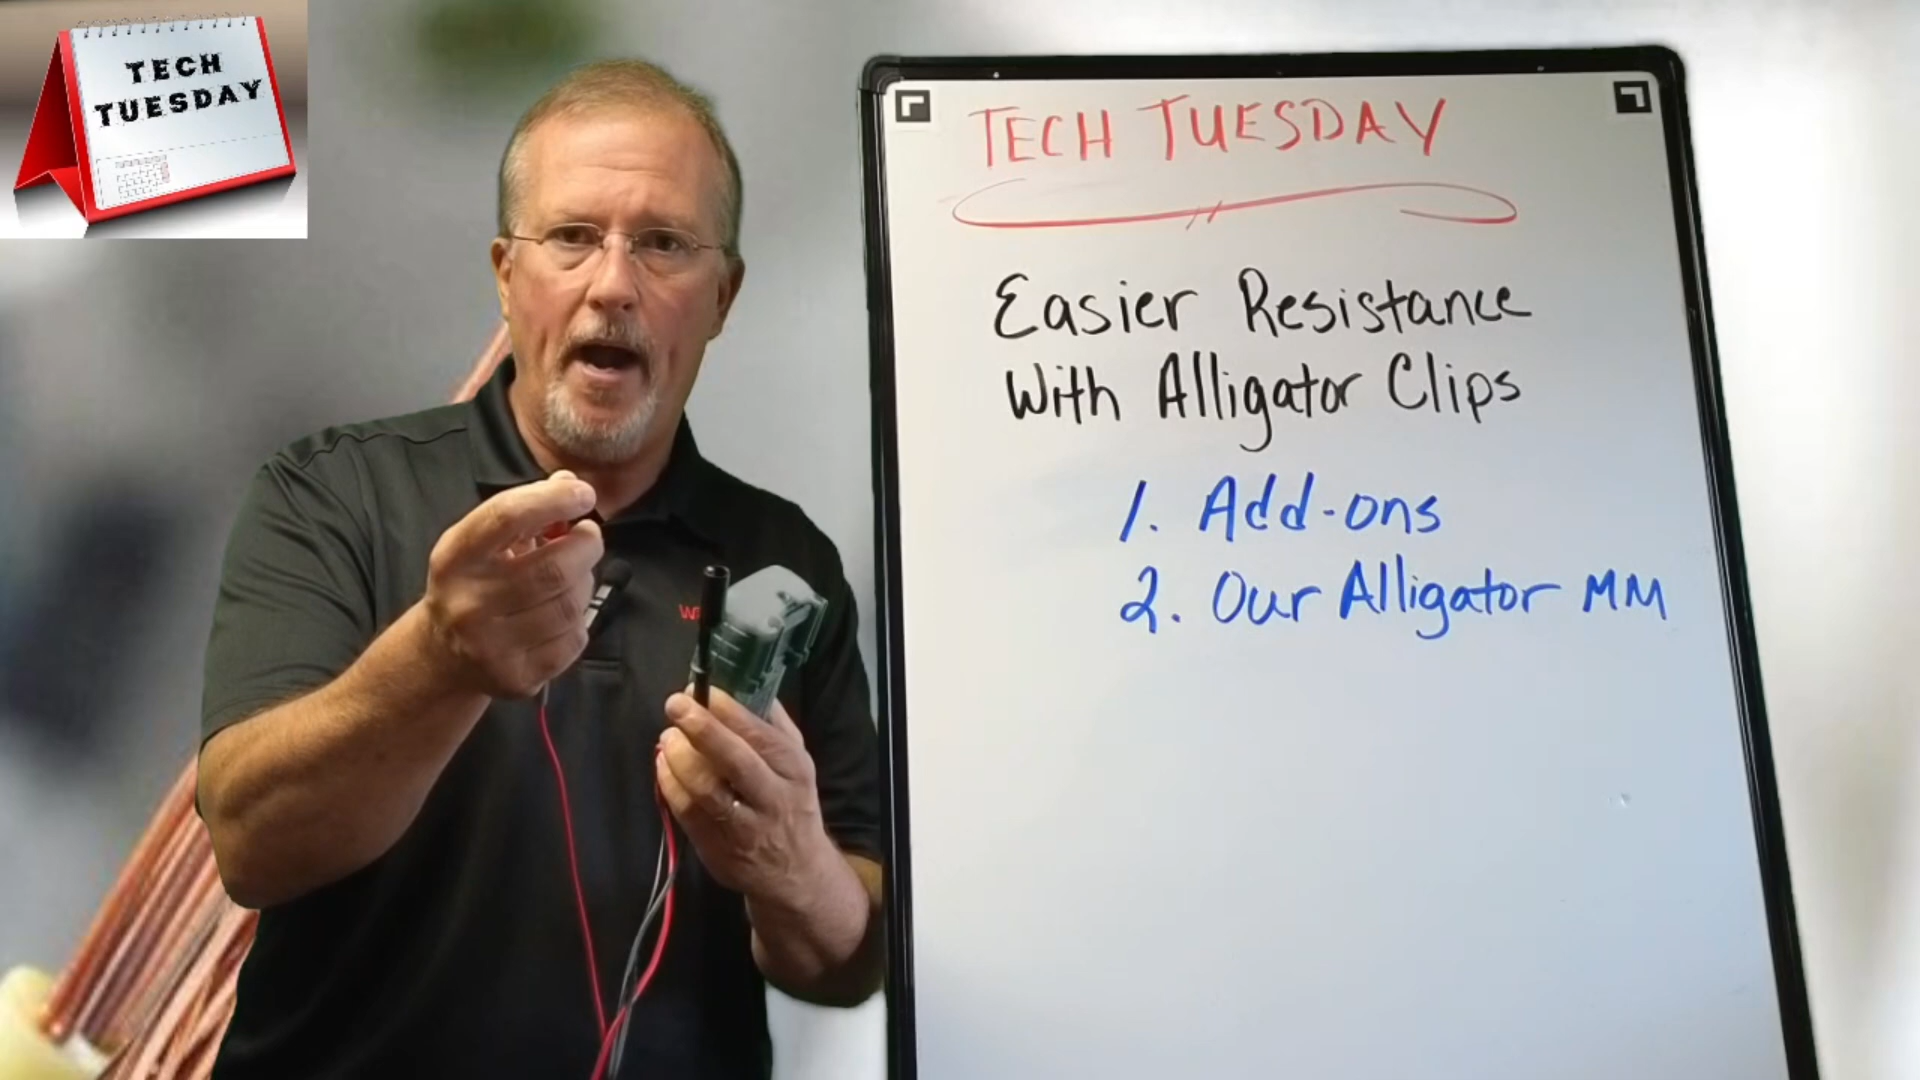 TECH
TUESDAY
TECH TUESDAY
Easier Resistance
With Alligator Clips
1. Add-ons
2. Our Alligator MM